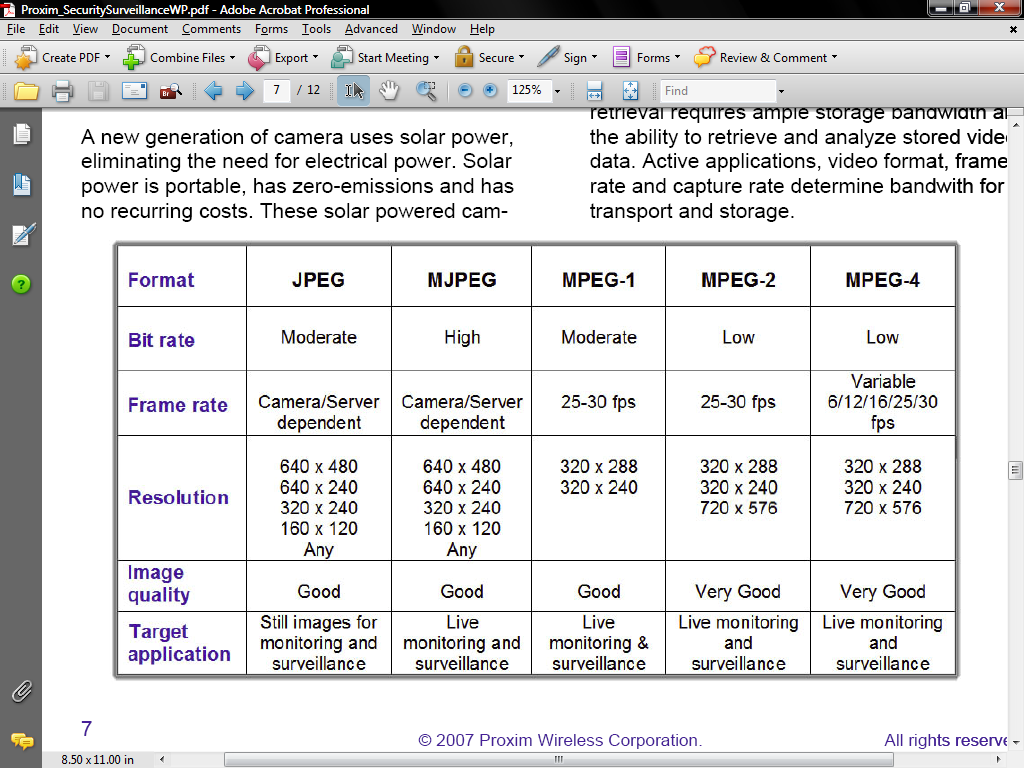 Proxim_SecuritySurveillanceWP.pdf - Adobe Acrobat Professional
File Edit View Document Comments Forms Tools Advanced Window Help
Create PDF Combine Files Export Start Meeting Secure Sign Forms Review & Comment
7 / 12 125% Find
A new generation of camera uses solar power,
eliminating the need for electrical power. Solar
power is portable, has zero-emissions and has
no recurring costs. These solar powered cam-
retrieval requires ample storage bandwidth
the ability to retrieve and analyze stored vide
data. Active applications, video format, frame
rate and capture rate determine bandwith for
transport and storage.
Format JPEG MJPEG MPEG-1 MPEG-2 MPEG-4
Bit rate Moderate High Moderate Low Low
Frame rate Camera/Server dependent Camera/Server dependent 25-30 fps 25-30 fps Variable 6/12/16/25/30 fps
Resolution
640 x 480 640 x 480 320 x 288 320 x 288 320 x 288
640 x 240 640 x 240 320 x 240 320 x 240 320 x 240
320 x 240 320 x 240 720 x 576 720 x 576
160 x 120 160 x 120
Any Any
Image quality Good Good Good Very Good Very Good
Target application Still images for monitoring and surveillance Live monitoring and surveillance Live monitoring & surveillance Live monitoring and surveillance Live monitoring and surveillance
7
© 2007 Proxim Wireless Corporation.
All rights reserve
8.50 x 11.00 in